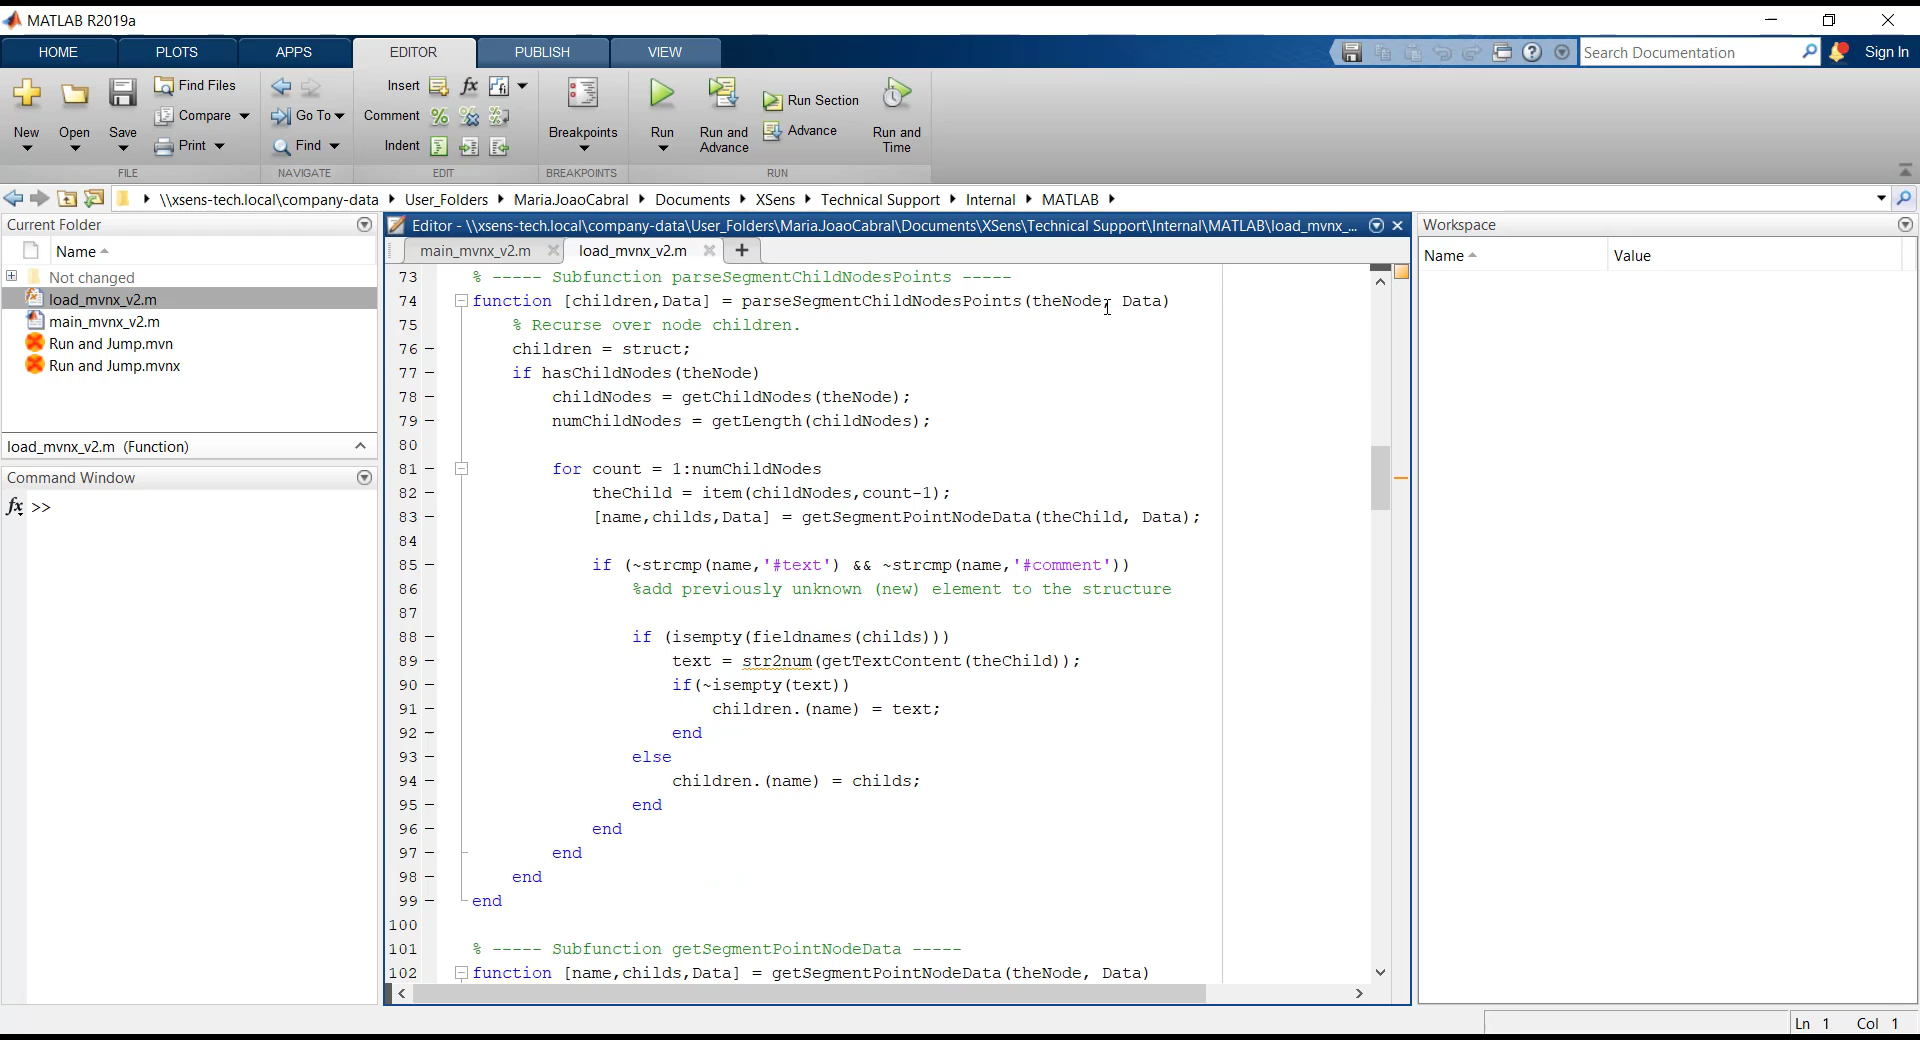 MATLAB R2019a
HOME PLOTS APPS EDITOR PUBLISH VIEW
Search Documentation Sign In
New Open Save Find Files Compare Print
FILE
Go To Find
NAVIGATE
Insert fx
Comment
Indent
EDIT
Breakpoints
BREAKPOINTS
Run Run and Advance Run Section Advance Run and Time
RUN
\\xsens-tech.local\company-data User_Folders Maria.JoaoCabral Documents XSens Technical Support Internal MATLAB
Current Folder
Name
Not changed
load_mvnx_v2.m
main_mvnx_v2.m
Run and Jump.mvn
Run and Jump.mvnx
load_mvnx_v2.m (Function)
Command Window
fx >>
Editor - \\xsens-tech.local\company-data\User_Folders\Maria.JoaoCabral\Documents\XSens\Technical Support\Internal\MATLAB\load_mvnx_...
main_mvnx_v2.m load_mvnx_v2.m
73 % ----- Subfunction parseSegmentChildNodesPoints -----
74 function [children,Data] = parseSegmentChildNodesPoints(theNode, Data)
75 % Recurse over node children.
76 – children = struct;
77 – if hasChildNodes(theNode)
78 – childNodes = getChildNodes(theNode);
79 – numChildNodes = getLength(childNodes);
80
81 – for count = 1:numChildNodes
82 – theChild = item(childNodes,count-1);
83 – [name,childs,Data] = getSegmentPointNodeData(theChild, Data);
84
85 – if (~strcmp(name,'#text') && ~strcmp(name,'#comment'))
86 %add previously unknown (new) element to the structure
87
88 – if (isempty(fieldnames(childs)))
89 – text = str2num(getTextContent(theChild));
90 – if(~isempty(text))
91 – children.(name) = text;
92 – end
93 – else
94 – children.(name) = childs;
95 – end
96 – end
97 – end
98 – end
99 – end
100
101 % ----- Subfunction getSegmentPointNodeData -----
102 function [name,childs,Data] = getSegmentPointNodeData(theNode, Data)
Workspace
Name Value
Ln 1 Col 1